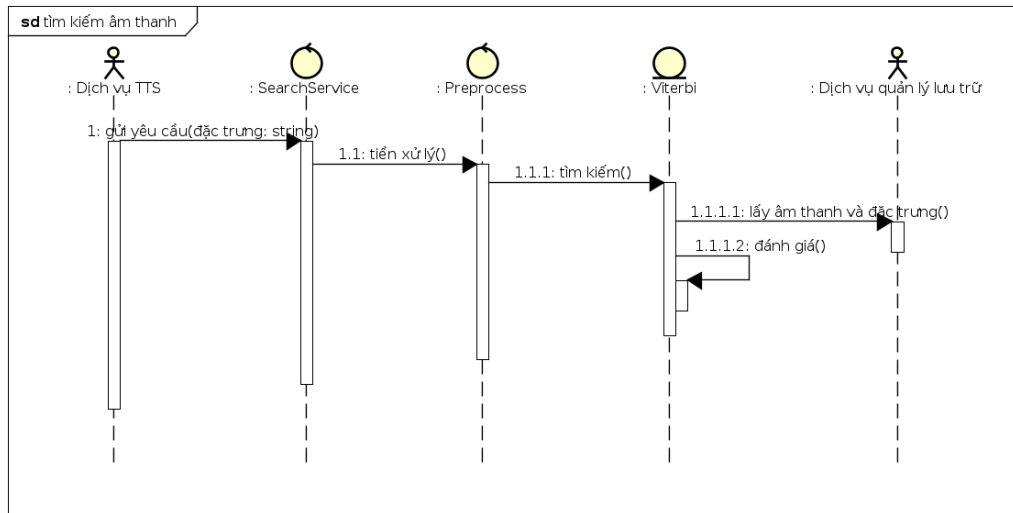 sd tìm kiếm âm thanh
: Dịch vụ TTS
: SearchService
: Preprocess
: Viterbi
: Dịch vụ quản lý lưu trữ
1: gửi yêu cầu(đặc trưng: string)
1.1: tiền xử lý()
1.1.1: tìm kiếm()
1.1.1.1: lấy âm thanh và đặc trưng()
1.1.1.2: đánh giá()